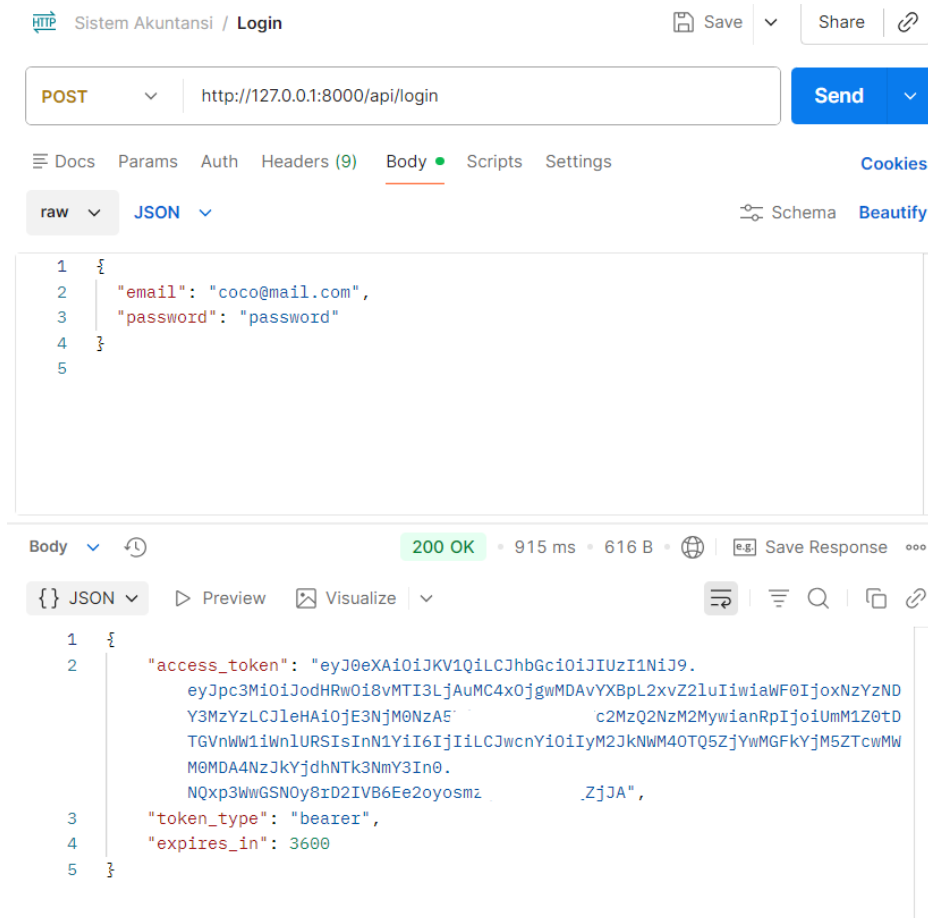 HTTP Sistem Akuntansi / Login Save Share
POST http://127.0.0.1:8000/api/login Send
Docs Params Auth Headers (9) Body Scripts Settings Cookies
raw JSON Schema Beautify
1 {
2 "email": "coco@mail.com",
3 "password": "password"
4 }
5
Body 200 OK • 915 ms • 616 B • e.g. Save Response
{} JSON Preview Visualize
1 {
2 "access_token": "eyJ0eXAiOiJKV1QiLCJhbGciOiJIUzI1NiJ9.
eyJpc3MiOiJodHRwOi8vMTI3LjAuMC4xOjgwMDAvYXBpL2xvZ2luIiwiaWF0IjoxNzYzND
Y3MzYzLCJleHAiOjE3NjM0NzA5 c2MzQ2NzM2MywianRpIjoiUmM1Z0tD
TGVnWW1iWnlURSIsInN1YiI6IjIiLCJwcnYiOiIyM2JkNWM4OTQ5ZjYwMGFkYjM5ZTcwMW
M0MDA4NzJkYjdhNTk3NmY3In0.
NQxp3WwGSNOy8rD2IVB6Ee2oyosmz ZjJA",
3 "token_type": "bearer",
4 "expires_in": 3600
5 }